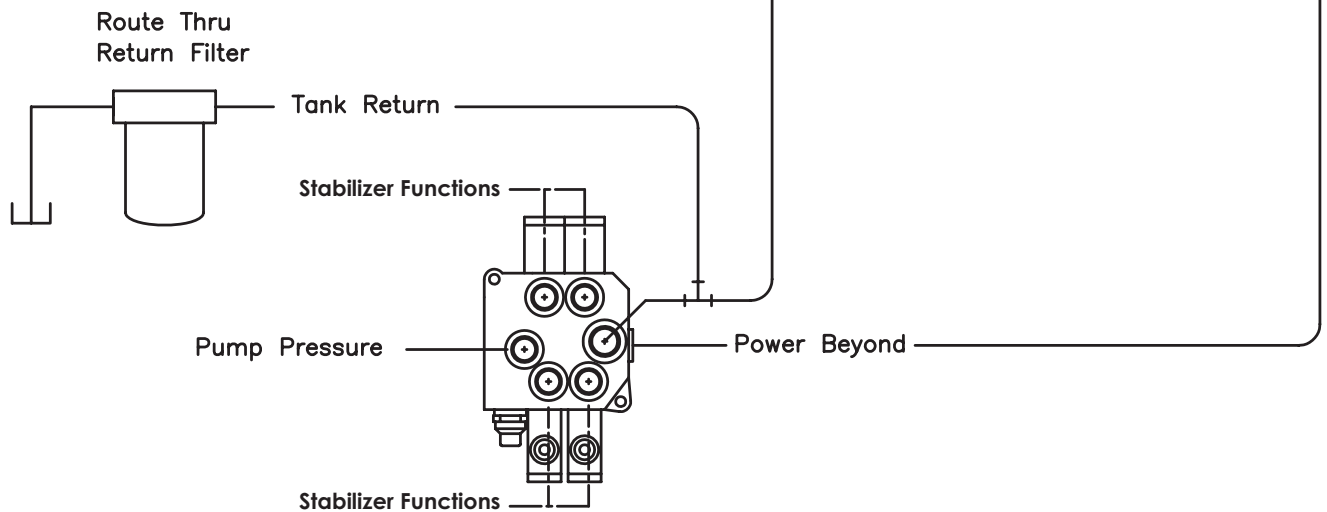 Route Thru
Return Filter
Tank Return
Stabilizer Functions
Pump Pressure
Power Beyond
Stabilizer Functions